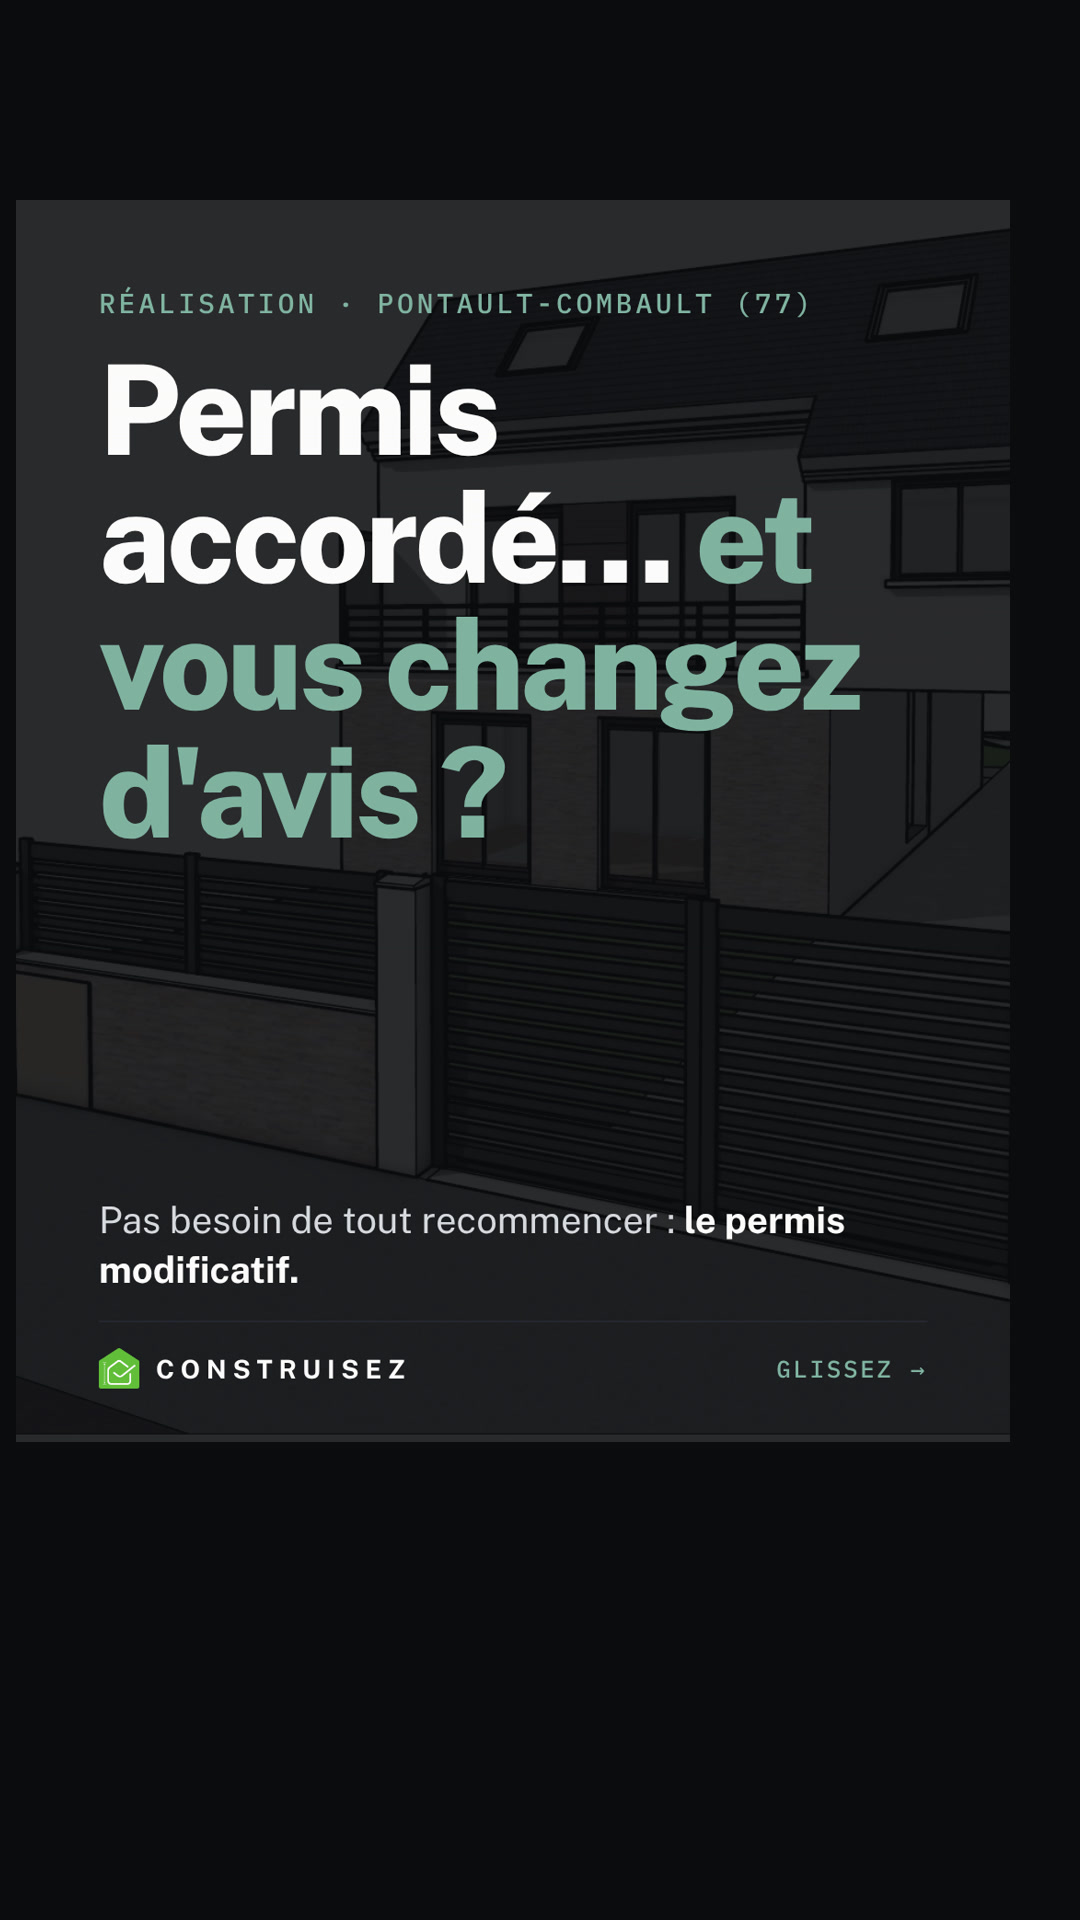 RÉALISATION · PONTAULT-COMBAULT (77)
Permis
accordé... et
vous changez
d'avis ?
Pas besoin de tout recommencer : le permis
modificatif.
CONSTRUISEZ
GLISSEZ →